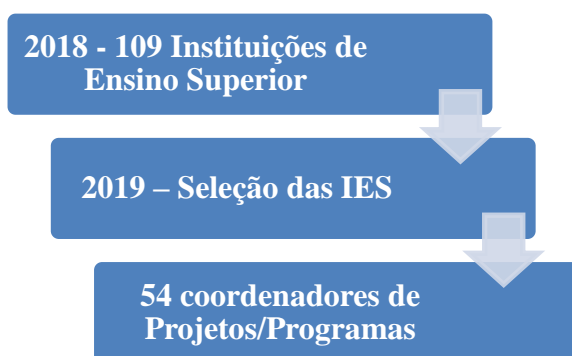 2018 - 109 Instituições de
Ensino Superior
2019 – Seleção das IES
54 coordenadores de
Projetos/Programas